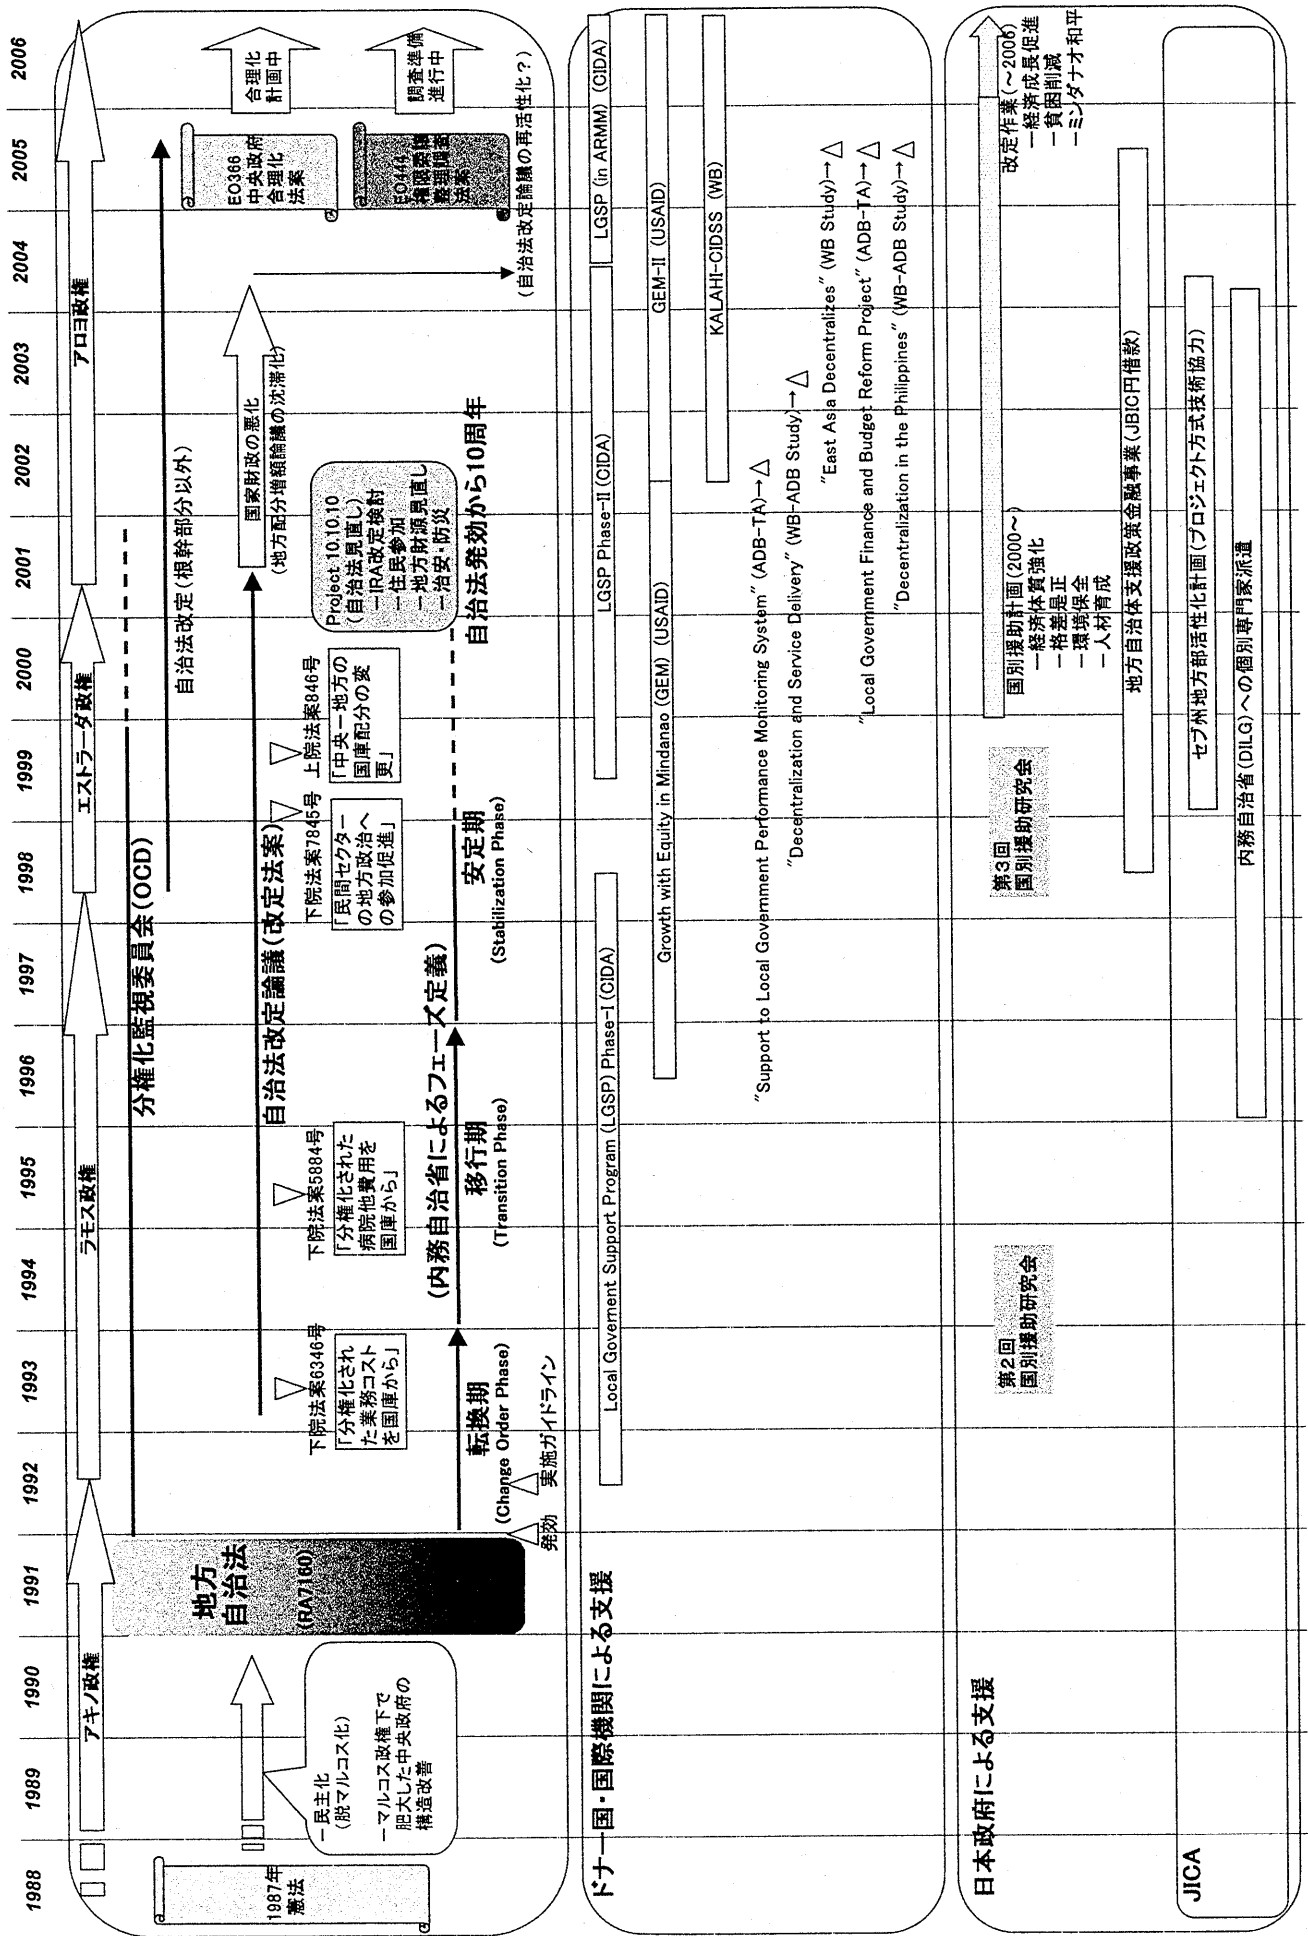 1988 1989 1990 1991 1992 1993 1994 1995 1996 1997 1998 1999 2000 2001 2002 2003 2004 2005 2006
アキノ政権
ラモス政権
エストラーダ政権
アロヨ政権
1987年
憲法
－民主化
(脱マルコス化)
－マルコス政権下で
肥大した中央政府の
構造改善
地方
自治法
(RA7160)
分権化監視委員会(OCD)
自治法改定(根幹部分以外)
自治法改定論議(改定法案)
下院法案6346号
「分権化され
た業務コスト
を国庫から」
下院法案5884号
「分権化された
病院他費用を
国庫から」
下院法案7845号
「民間セクター
の地方政治へ
の参加促進」
上院法案846号
「中央－地方の
国庫配分の変
更」
国家財政の悪化
(地方配分増額論議の沈滞化)
Project 10.10.10
(自治法見直し)
－IRA改定検討
－住民参加
－地方財源見直し
－治安・防災
自治法発効から10周年
EO366
中央政府
合理化
法案
合理化
計画中
EO444
権限委譲
整理調査
法案
調査準備
進行中
(自治法改定論議の再活性化？)
(内務自治省によるフェーズ定義)
転換期
(Change Order Phase)
移行期
(Transition Phase)
安定期
(Stabilization Phase)
発効
実施ガイドライン
ドナー国・国際機関による支援
Local Government Support Program (LGSP) Phase-I (CIDA)
LGSP Phase-II (CIDA)
LGSP (in ARMM) (CIDA)
Growth with Equity in Mindanao (GEM) (USAID)
GEM-II (USAID)
KALAHI-CIDSS (WB)
"Support to Local Government Performance Monitoring System" (ADB-TA)→△
"Decentralization and Service Delivery" (WB-ADB Study)→△
"East Asia Decentralizes" (WB Study)→△
"Local Government Finance and Budget Reform Project" (ADB-TA)→△
"Decentralization in the Philippines" (WB-ADB Study)→△
日本政府による支援
第2回
国別援助研究会
第3回
国別援助研究会
国別援助計画(2000～)
－経済体質強化
－格差是正
－環境保全
－人材育成
改定作業(～2006)
－経済成長促進
－貧困削減
－ミンダナオ和平
地方自治体支援政策金融事業(JBIC円借款)
JICA
セブ州地方部活性化計画(プロジェクト方式技術協力)
内務自治省(DILG)への個別専門家派遣